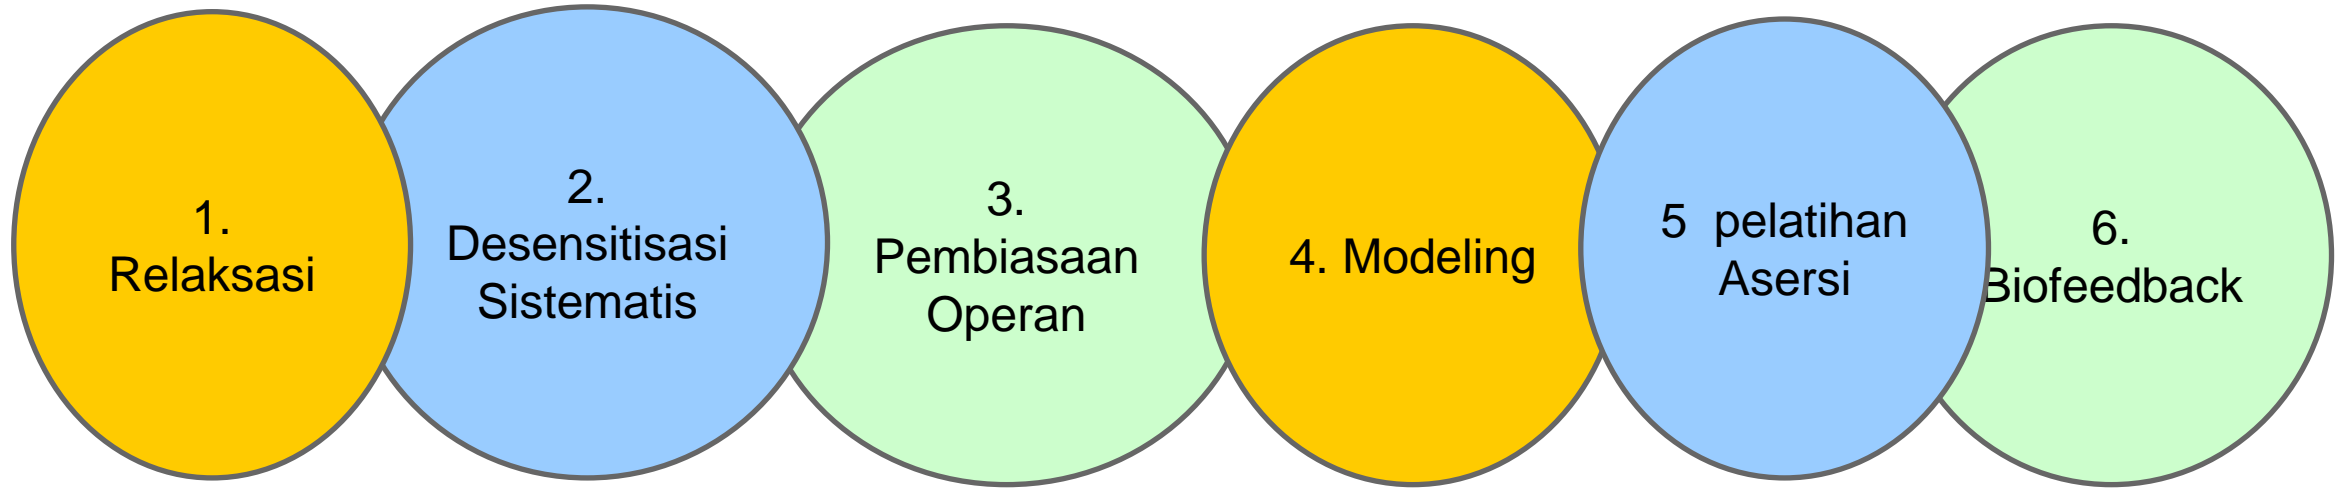 1.
Relaksasi
2.
Desensitisasi
Sistematis
3.
Pembiasaan
Operan
4. Modeling
5  pelatihan
Asersi
6.
Biofeedback